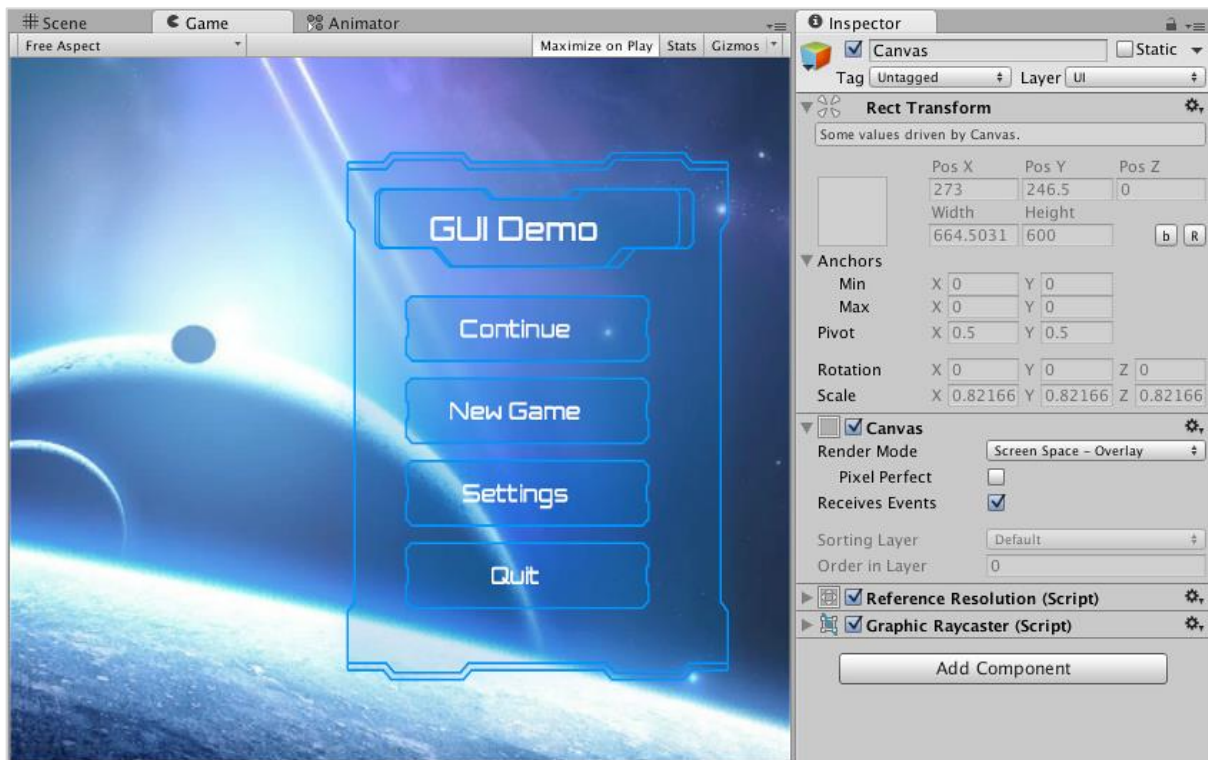 Scene Game Animator
Free Aspect Maximize on Play Stats Gizmos
GUI Demo
Continue
New Game
Settings
Quit
Inspector
Canvas Static
Tag Untagged Layer UI
Rect Transform
Some values driven by Canvas.
Pos X Pos Y Pos Z
273 246.5 0
Width Height
664.5031 600 b R
Anchors
Min X 0 Y 0
Max X 0 Y 0
Pivot X 0.5 Y 0.5
Rotation X 0 Y 0 Z 0
Scale X 0.82166 Y 0.82166 Z 0.82166
Canvas
Render Mode Screen Space - Overlay
Pixel Perfect
Receives Events
Sorting Layer Default
Order in Layer 0
Reference Resolution (Script)
Graphic Raycaster (Script)
Add Component